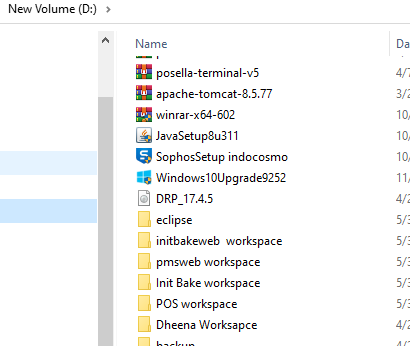 New Volume (D:)
Name
Da
posella-terminal-v5
4/7
apache-tomcat-8.5.77
3/2
winrar-x64-602
10/
JavaSetup8u311
10/
SophosSetup indocosmo
10/
Windows10Upgrade9252
11/
DRP_17.4.5
4/2
eclipse
5/3
initbakeweb workspace
5/3
pmsweb workspace
5/3
Init Bake workspace
5/3
POS workspace
5/3
Dheena Worksapce
4/2
backup